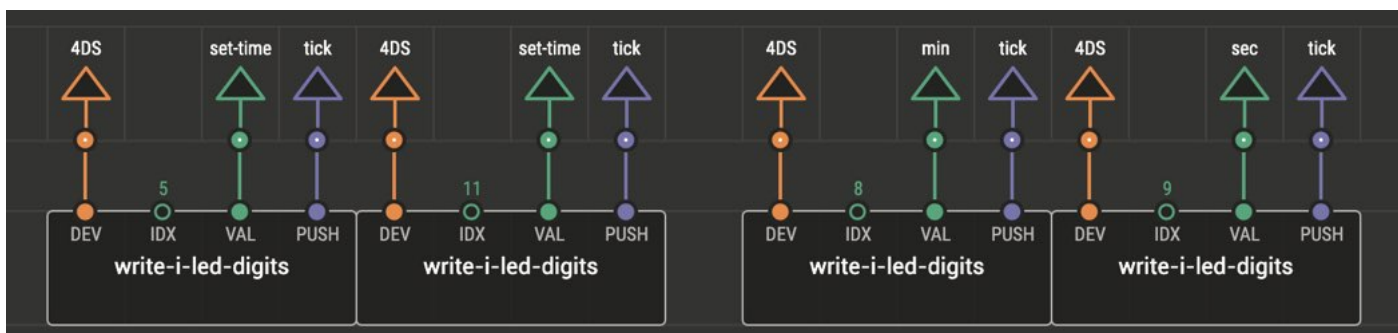 4DS set-time tick 4DS set-time tick 4DS min tick 4DS sec tick
5 11 8 9
DEV IDX VAL PUSH DEV IDX VAL PUSH DEV IDX VAL PUSH DEV IDX VAL PUSH
write-i-led-digits write-i-led-digits write-i-led-digits write-i-led-digits